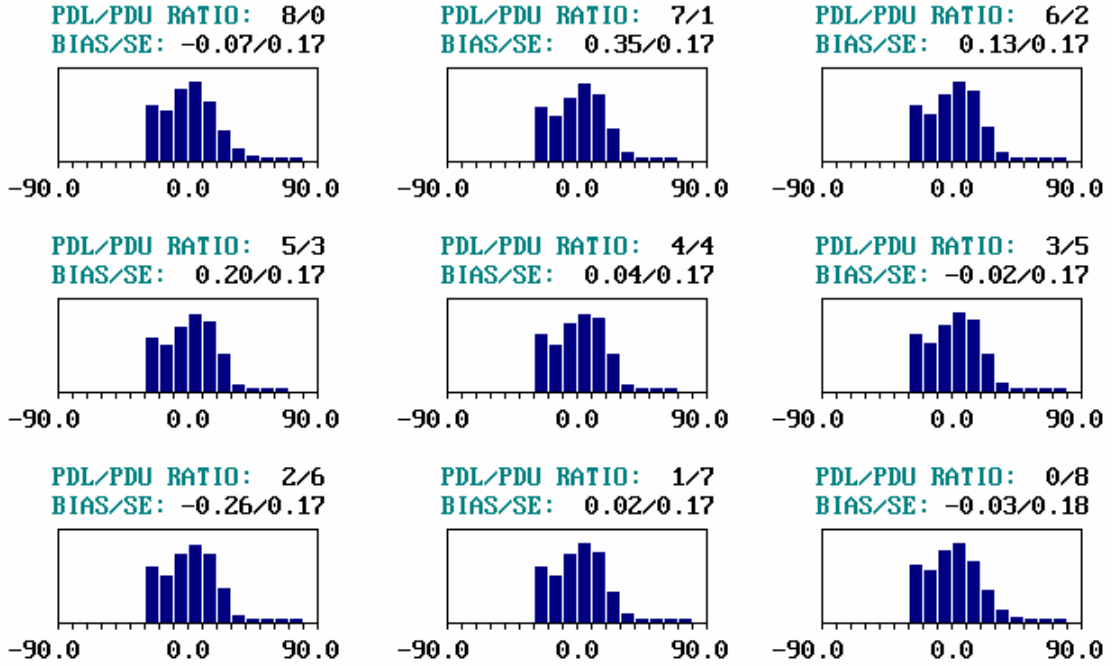 PDL/PDU RATIO: 8/0
BIAS/SE: -0.07/0.17
-90.0 0.0 90.0
PDL/PDU RATIO: 7/1
BIAS/SE: 0.35/0.17
-90.0 0.0 90.0
PDL/PDU RATIO: 6/2
BIAS/SE: 0.13/0.17
-90.0 0.0 90.0
PDL/PDU RATIO: 5/3
BIAS/SE: 0.20/0.17
-90.0 0.0 90.0
PDL/PDU RATIO: 4/4
BIAS/SE: 0.04/0.17
-90.0 0.0 90.0
PDL/PDU RATIO: 3/5
BIAS/SE: -0.02/0.17
-90.0 0.0 90.0
PDL/PDU RATIO: 2/6
BIAS/SE: -0.26/0.17
-90.0 0.0 90.0
PDL/PDU RATIO: 1/7
BIAS/SE: 0.02/0.17
-90.0 0.0 90.0
PDL/PDU RATIO: 0/8
BIAS/SE: -0.03/0.18
-90.0 0.0 90.0